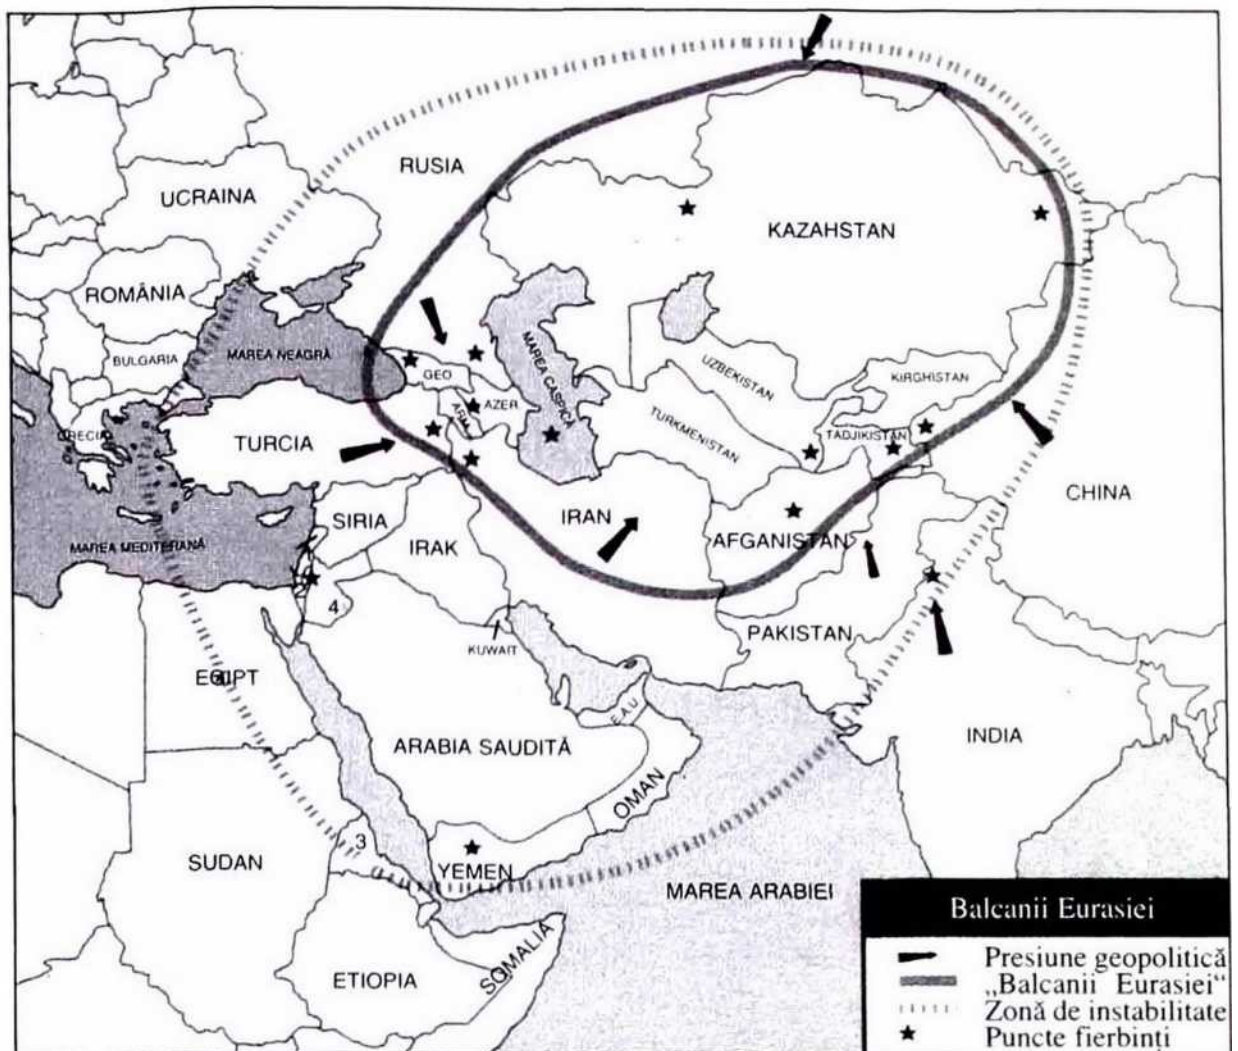 RUSIA
UCRAINA
KAZAHSTAN
ROMÂNIA
BULGARIA
MAREA NEAGRĂ
MAREA CASPICĂ
UZBEKISTAN
KIRGHISTAN
GEO
ARM.
AZER
TURKMENISTAN
TADJIKISTAN
GRECIA
TURCIA
CHINA
SIRIA
IRAN
AFGANISTAN
MAREA MEDITERANĂ
IRAK
4
PAKISTAN
KUWAIT
EGIPT
E.A.U.
INDIA
ARABIA SAUDITĂ
OMAN
3
SUDAN
YEMEN
MAREA ARABIEI
ETIOPIA
SOMALIA
Balcanii Eurasiei
Presiune geopolitică
„Balcanii Eurasiei“
Zonă de instabilitate
Puncte fierbinți